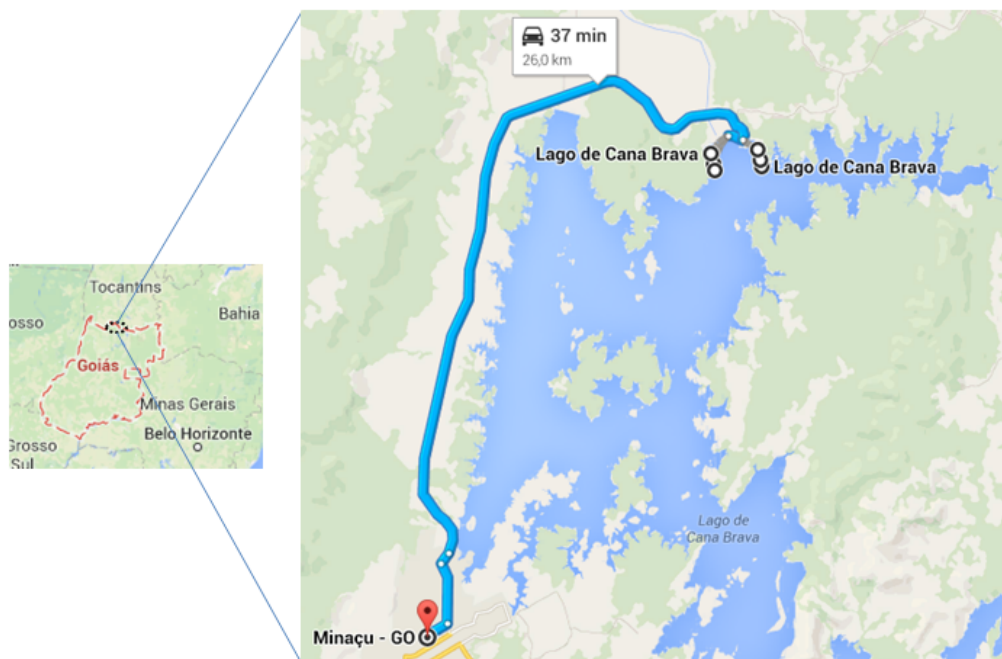 37 min
26,0 km
Lago de Cana Brava
Lago de Cana Brava
Lago de
Cana Brava
Minaçu - GO
Tocantins
osso
Bahia
Goiás
Minas Gerais
Grosso
Sul
Belo Horizonte